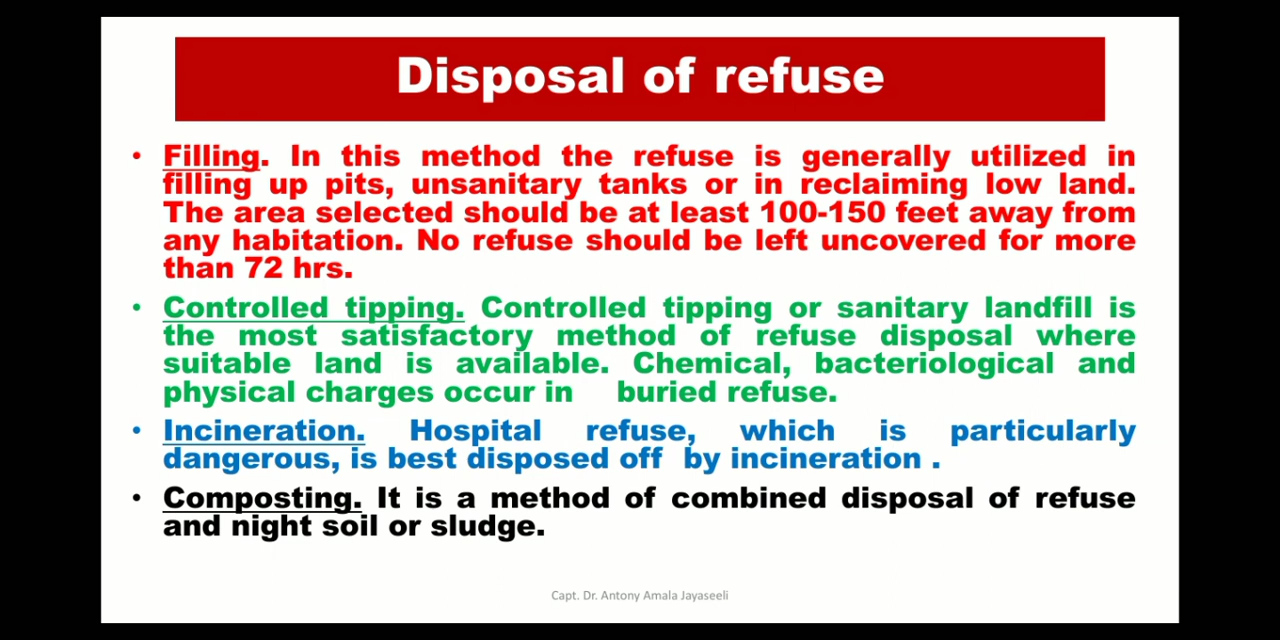 Disposal of refuse
• Filling. In this method the refuse is generally utilized in
filling up pits, unsanitary tanks or in reclaiming low land.
The area selected should be at least 100-150 feet away from
any habitation. No refuse should be left uncovered for more
than 72 hrs.
• Controlled tipping. Controlled tipping or sanitary landfill is
the most satisfactory method of refuse disposal where
suitable land is available. Chemical, bacteriological and
physical charges occur in buried refuse.
• Incineration. Hospital refuse, which is particularly
dangerous, is best disposed off by incineration .
• Composting. It is a method of combined disposal of refuse
and night soil or sludge.
Capt. Dr. Antony Amala Jayaseeli